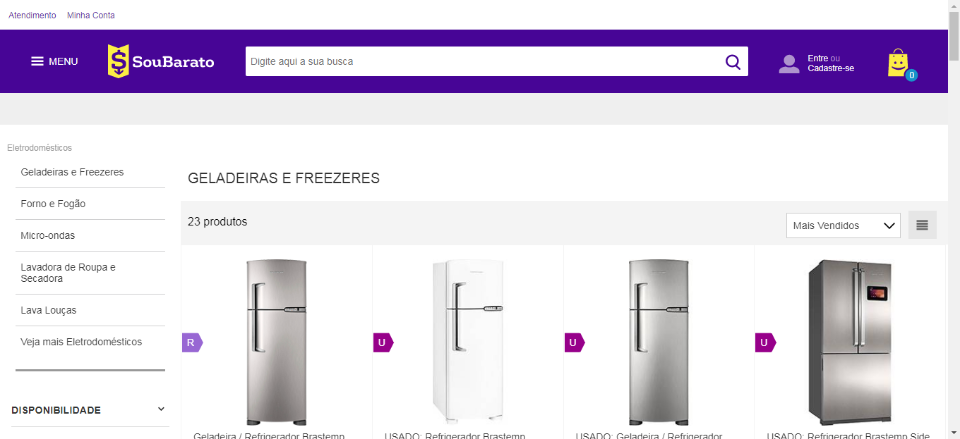 Atendimento Minha Conta
MENU SouBarato Digite aqui a sua busca Entre ou
Cadastre-se 0
Eletrodomésticos
Geladeiras e Freezeres
Forno e Fogão
Micro-ondas
Lavadora de Roupa e
Secadora
Lava Louças
Veja mais Eletrodomésticos
DISPONIBILIDADE
GELADEIRAS E FREEZERES
23 produtos Mais Vendidos
R U U U
Geladeira / Refrigerador Brastemp USADO: Refrigerador Brastemp USADO: Geladeira / Refrigerador USADO: Refrigerador Brastemp Side